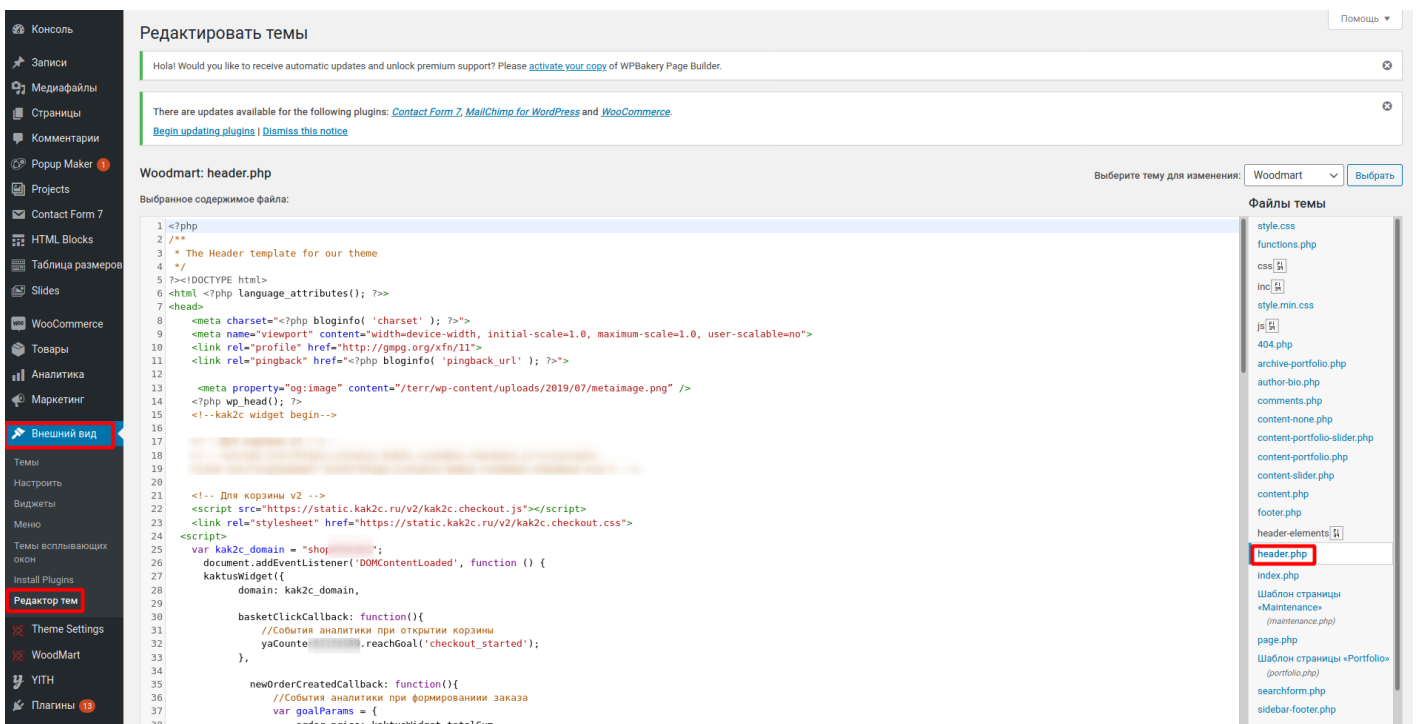 Помощь
Консоль
Записи
Медиафайлы
Страницы
Комментарии
Popup Maker 1
Projects
Contact Form 7
HTML Blocks
Таблица размеров
Slides
WooCommerce
Товары
Аналитика
Маркетинг
Внешний вид
Темы
Настроить
Виджеты
Меню
Темы всплывающих
окон
Install Plugins
Редактор тем
Theme Settings
WoodMart
YITH
Плагины 13
Редактировать темы
Hola! Would you like to receive automatic updates and unlock premium support? Please activate your copy of WPBakery Page Builder.
There are updates available for the following plugins: Contact Form 7, MailChimp for WordPress and WooCommerce.
Begin updating plugins | Dismiss this notice
Woodmart: header.php
Выберите тему для изменения: Woodmart Выбрать
Выбранное содержимое файла:
1 <?php
2 /**
3 * The Header template for our theme
4 */
5 ?><!DOCTYPE html>
6 <html <?php language_attributes(); ?>>
7 <head>
8 <meta charset="<?php bloginfo( 'charset' ); ?>">
9 <meta name="viewport" content="width=device-width, initial-scale=1.0, maximum-scale=1.0, user-scalable=no">
10 <link rel="profile" href="http://gmpg.org/xfn/11">
11 <link rel="pingback" href="<?php bloginfo( 'pingback_url' ); ?>">
12
13 <meta property=”og:image” content=”/terr/wp-content/uploads/2019/07/metaimage.png” />
14 <?php wp_head(); ?>
15 <!--kak2c widget begin-->
16
17
18
19
20
21 <!-- Для корзины v2 -->
22 <script src="https://static.kak2c.ru/v2/kak2c.checkout.js"></script>
23 <link rel="stylesheet" href="https://static.kak2c.ru/v2/kak2c.checkout.css">
24 <script>
25 var kak2c_domain = "shop ";
26 document.addEventListener('DOMContentLoaded', function () {
27 kaktusWidget({
28 domain: kak2c_domain,
29
30 basketClickCallback: function(){
31 //События аналитики при открытии корзины
32 yaCounte .reachGoal('checkout_started');
33 },
34
35 newOrderCreatedCallback: function(){
36 //События аналитики при формированиии заказа
37 var goalParams = {
Файлы темы
style.css
functions.php
css
inc
style.min.css
js
404.php
archive-portfolio.php
author-bio.php
comments.php
content-none.php
content-portfolio-slider.php
content-portfolio.php
content-slider.php
content.php
footer.php
header-elements
header.php
index.php
Шаблон страницы
«Maintenance»
(maintenance.php)
page.php
Шаблон страницы «Portfolio»
(portfolio.php)
searchform.php
sidebar-footer.php